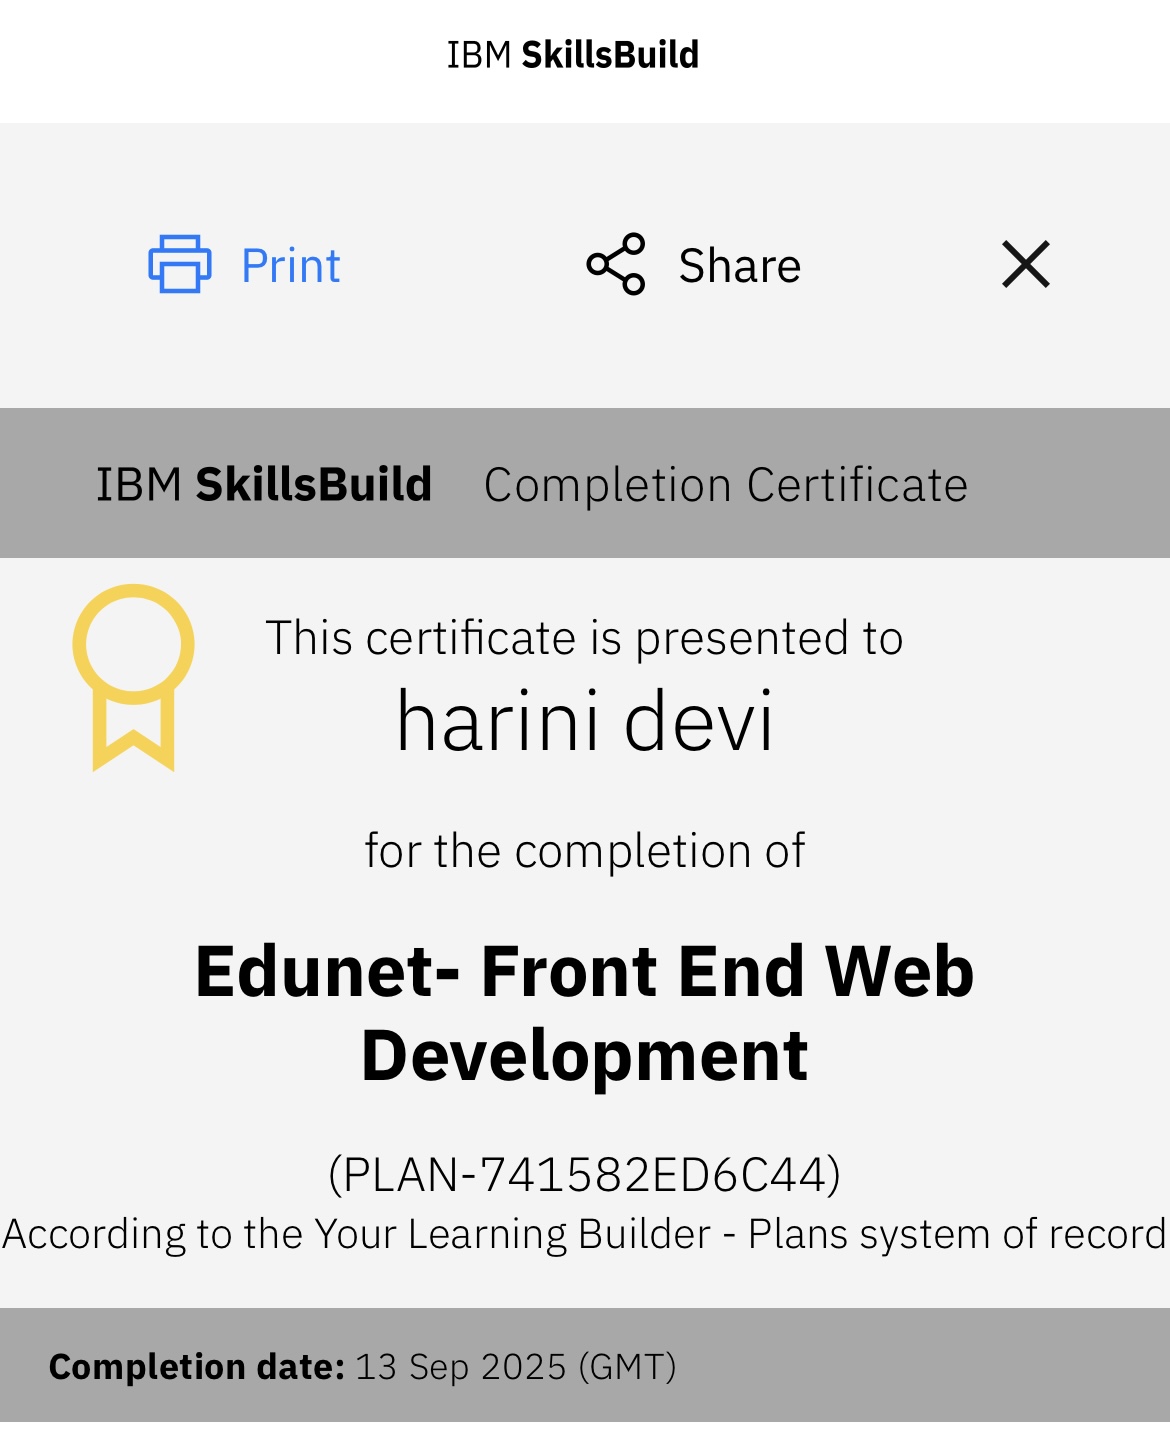 IBM SkillsBuild
Print
Share
IBM SkillsBuild Completion Certificate
This certificate is presented to
harini devi
for the completion of
Edunet- Front End Web
Development
(PLAN-741582ED6C44)
According to the Your Learning Builder - Plans system of record
Completion date: 13 Sep 2025 (GMT)